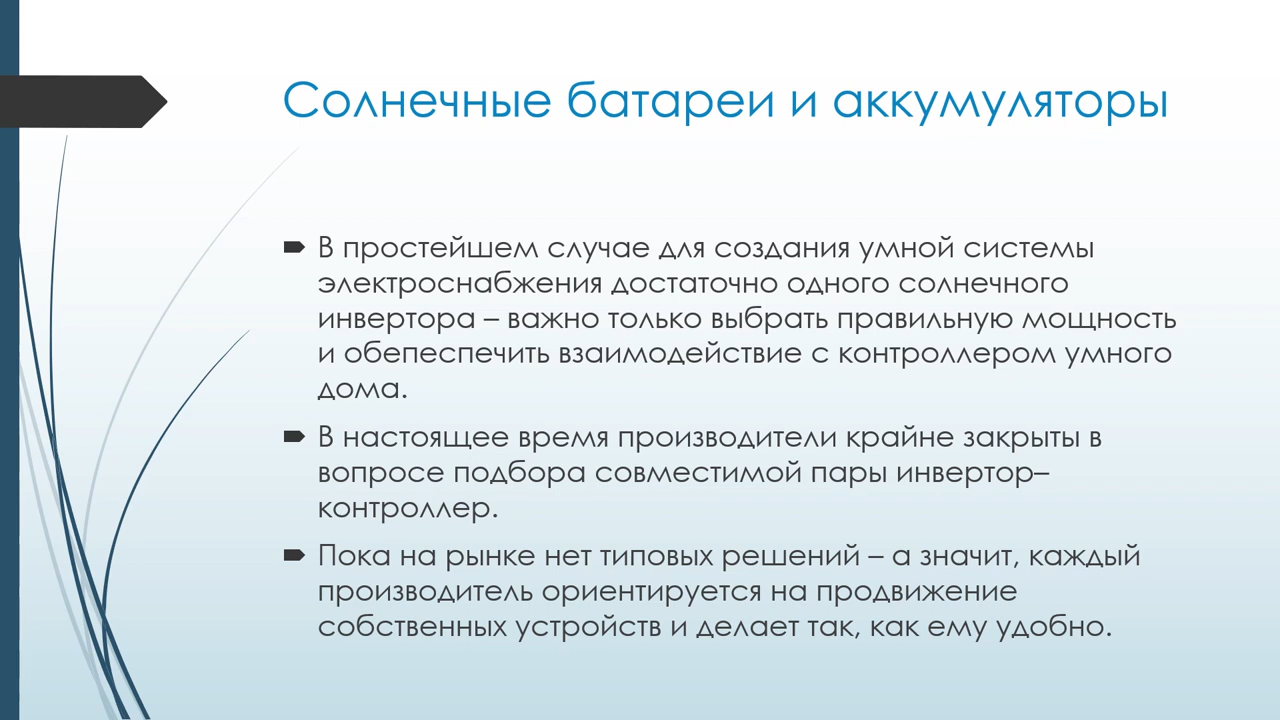 Солнечные батареи и аккумуляторы
В простейшем случае для создания умной системы
электроснабжения достаточно одного солнечного
инвертора – важно только выбрать правильную мощность
и обепеспечить взаимодействие с контроллером умного
дома.
В настоящее время производители крайне закрыты в
вопросе подбора совместимой пары инвертор–
контроллер.
Пока на рынке нет типовых решений – а значит, каждый
производитель ориентируется на продвижение
собственных устройств и делает так, как ему удобно.